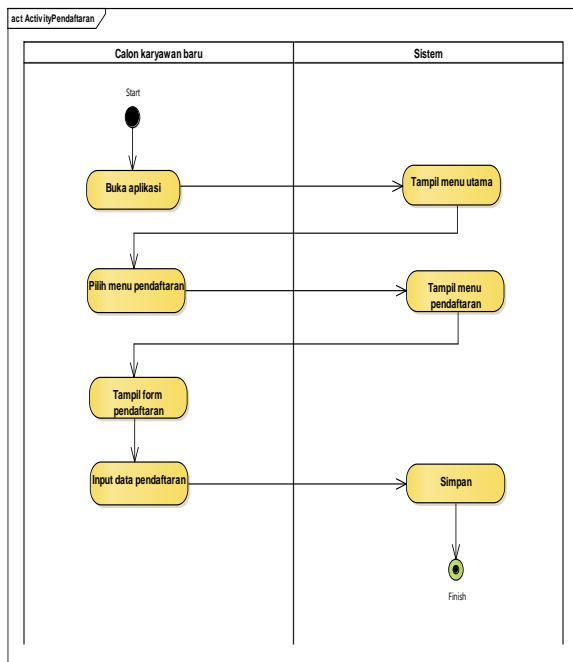 act ActivityPendaftaran
Calon karyawan baru
Sistem
Start
Buka aplikasi
Tampil menu utama
Pilih menu pendaftaran
Tampil menu
pendaftaran
Tampil form
pendaftaran
Input data pendaftaran
Simpan
Finish